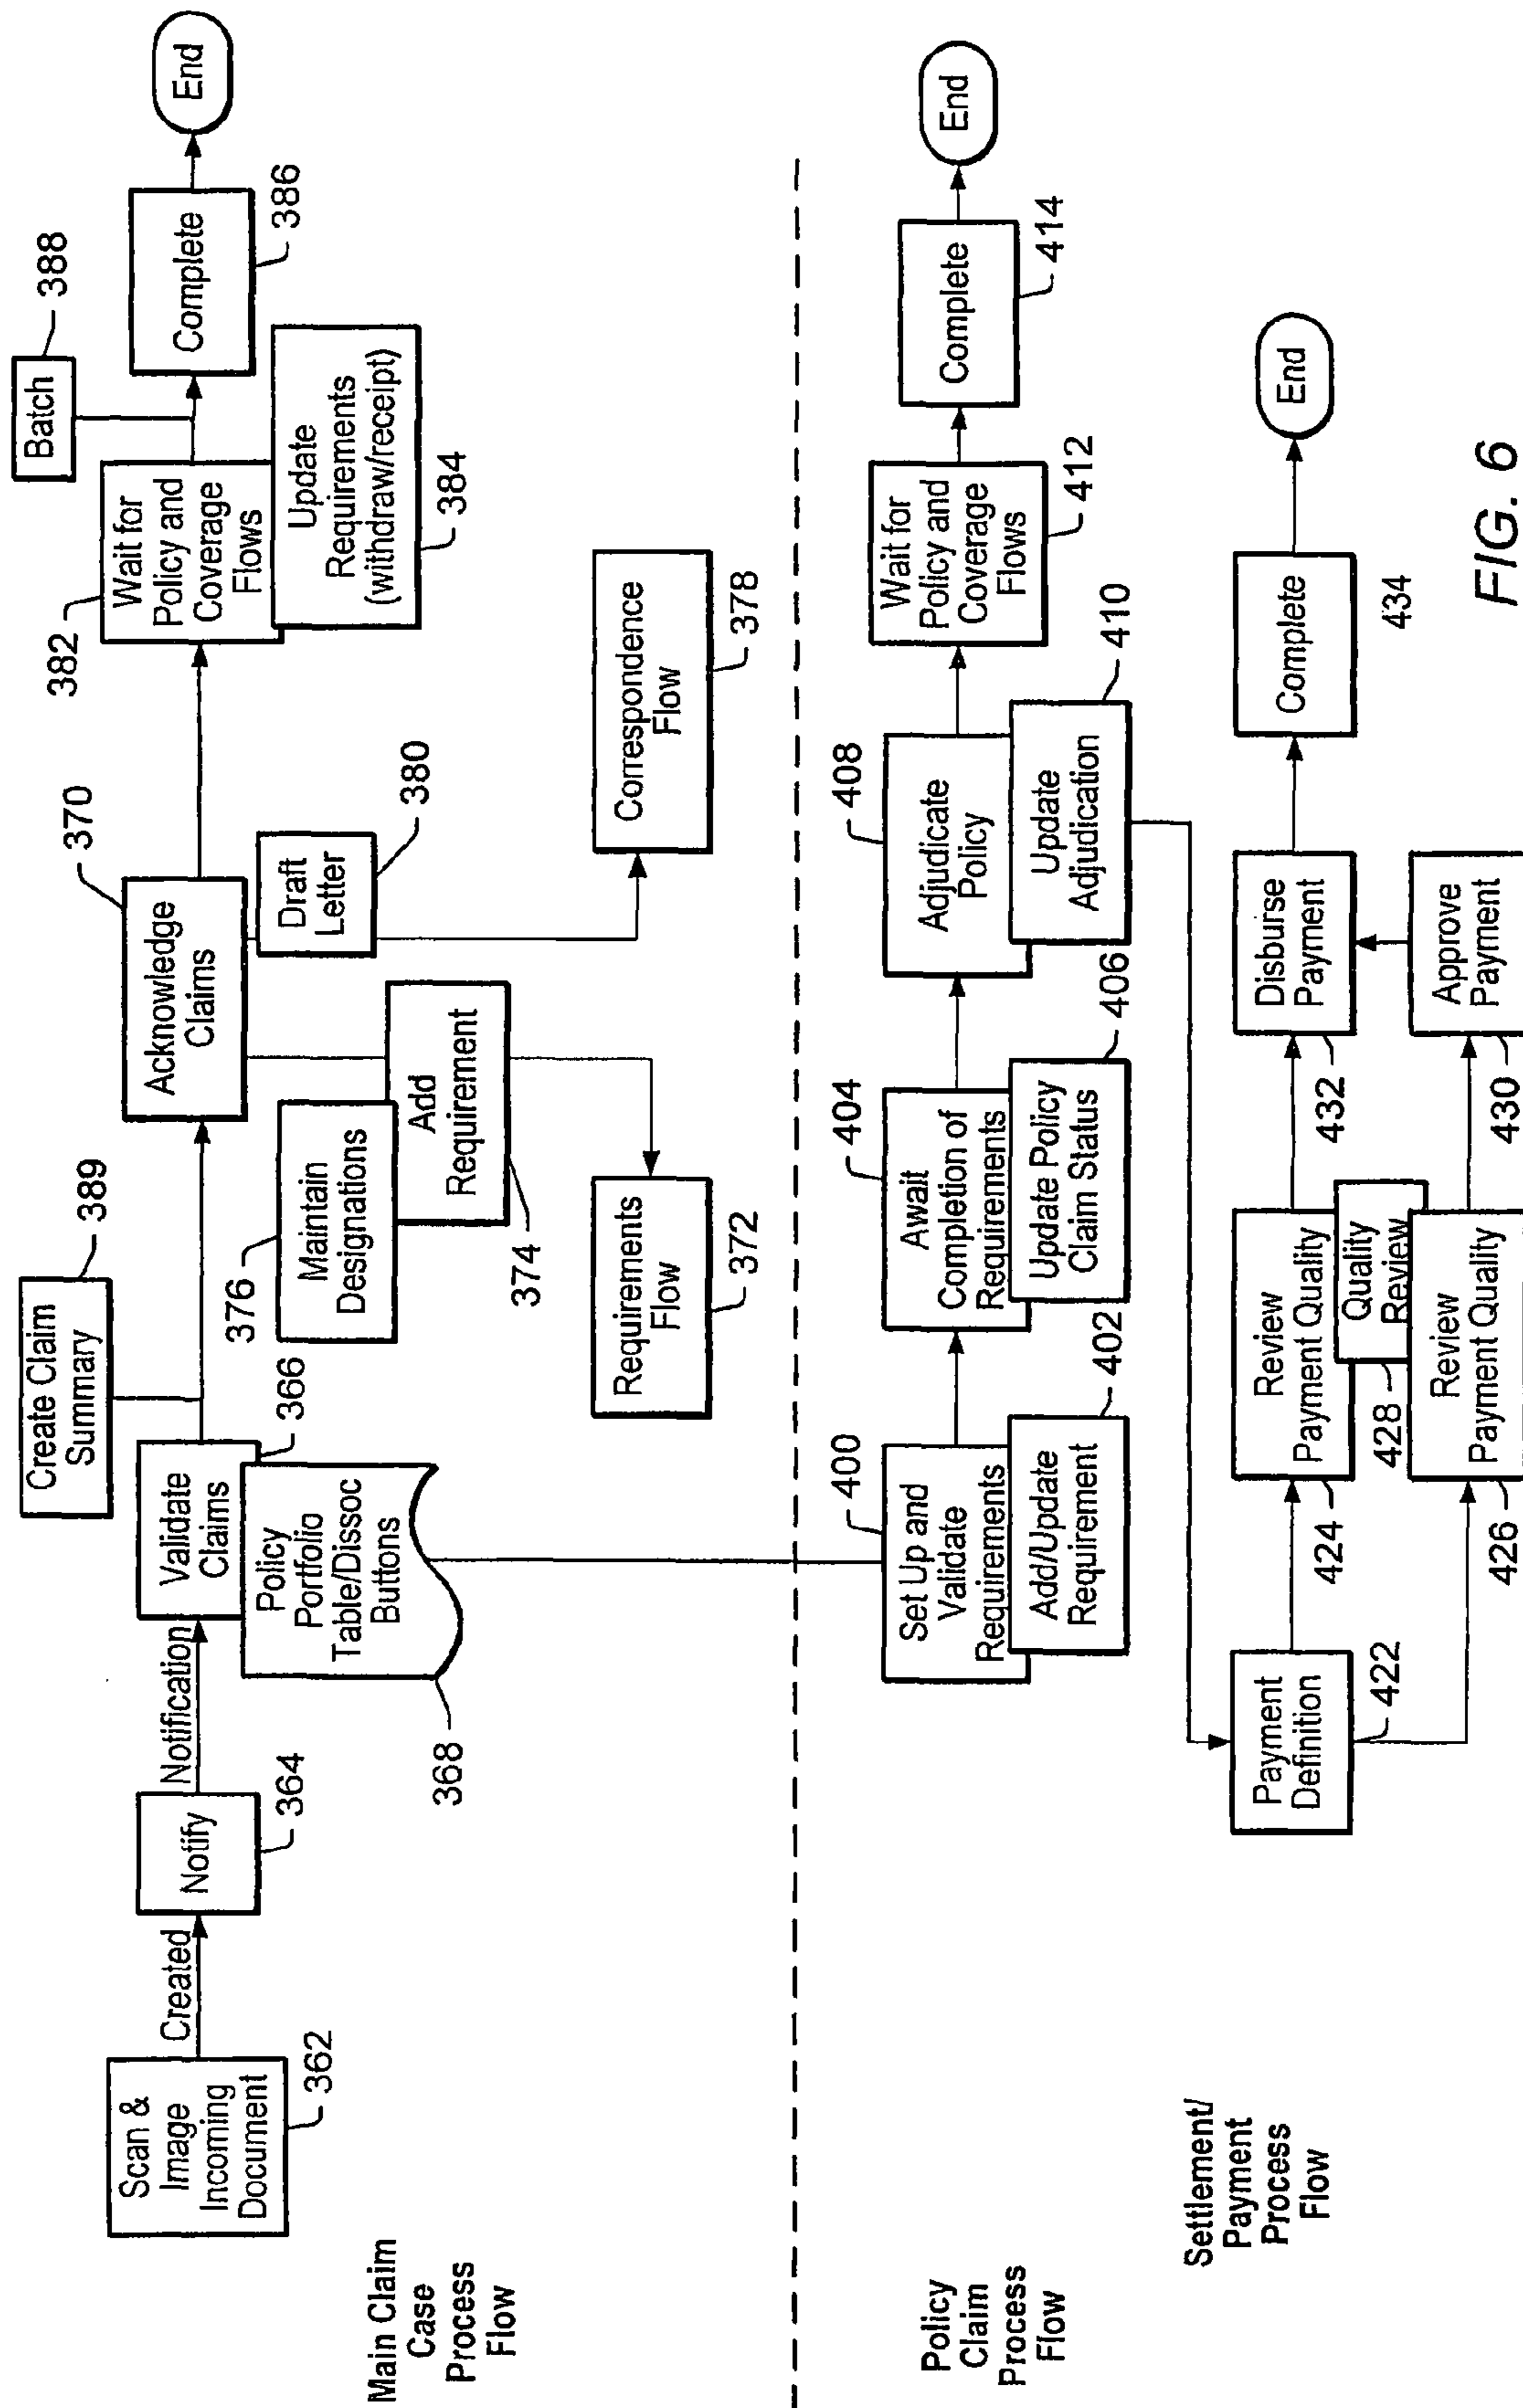 Main Claim
Case
Process
Flow
Scan &
Image
Incoming
Document
362
Created
Notify
364
Notification
Validate
Claims
366
Policy
Portfolio
Table/Dissoc
Buttons
368
Create Claim
Summary
389
Acknowledge
Claims
370
Maintain
Designations
376
Add
Requirement
374
Requirements
Flow
372
Draft
Letter
380
Correspondence
Flow
378
Wait for
Policy and
Coverage
Flows
382
Update
Requirements
(withdraw/receipt)
384
Batch
388
Complete
386
End
Policy
Claim
Process
Flow
Set Up and
Validate
Requirements
400
Add/Update
Requirement
402
Await
Completion of
Requirements
404
Update Policy
Claim Status
406
Adjudicate
Policy
408
Update
Adjudication
410
Wait for
Policy and
Coverage
Flows
412
Complete
414
End
Settlement/
Payment
Process
Flow
Payment
Definition
422
Review
Payment Quality
424
Quality
Review
428
Review
Payment Quality
426
Disburse
Payment
432
Approve
Payment
430
Complete
434
End
FIG. 6